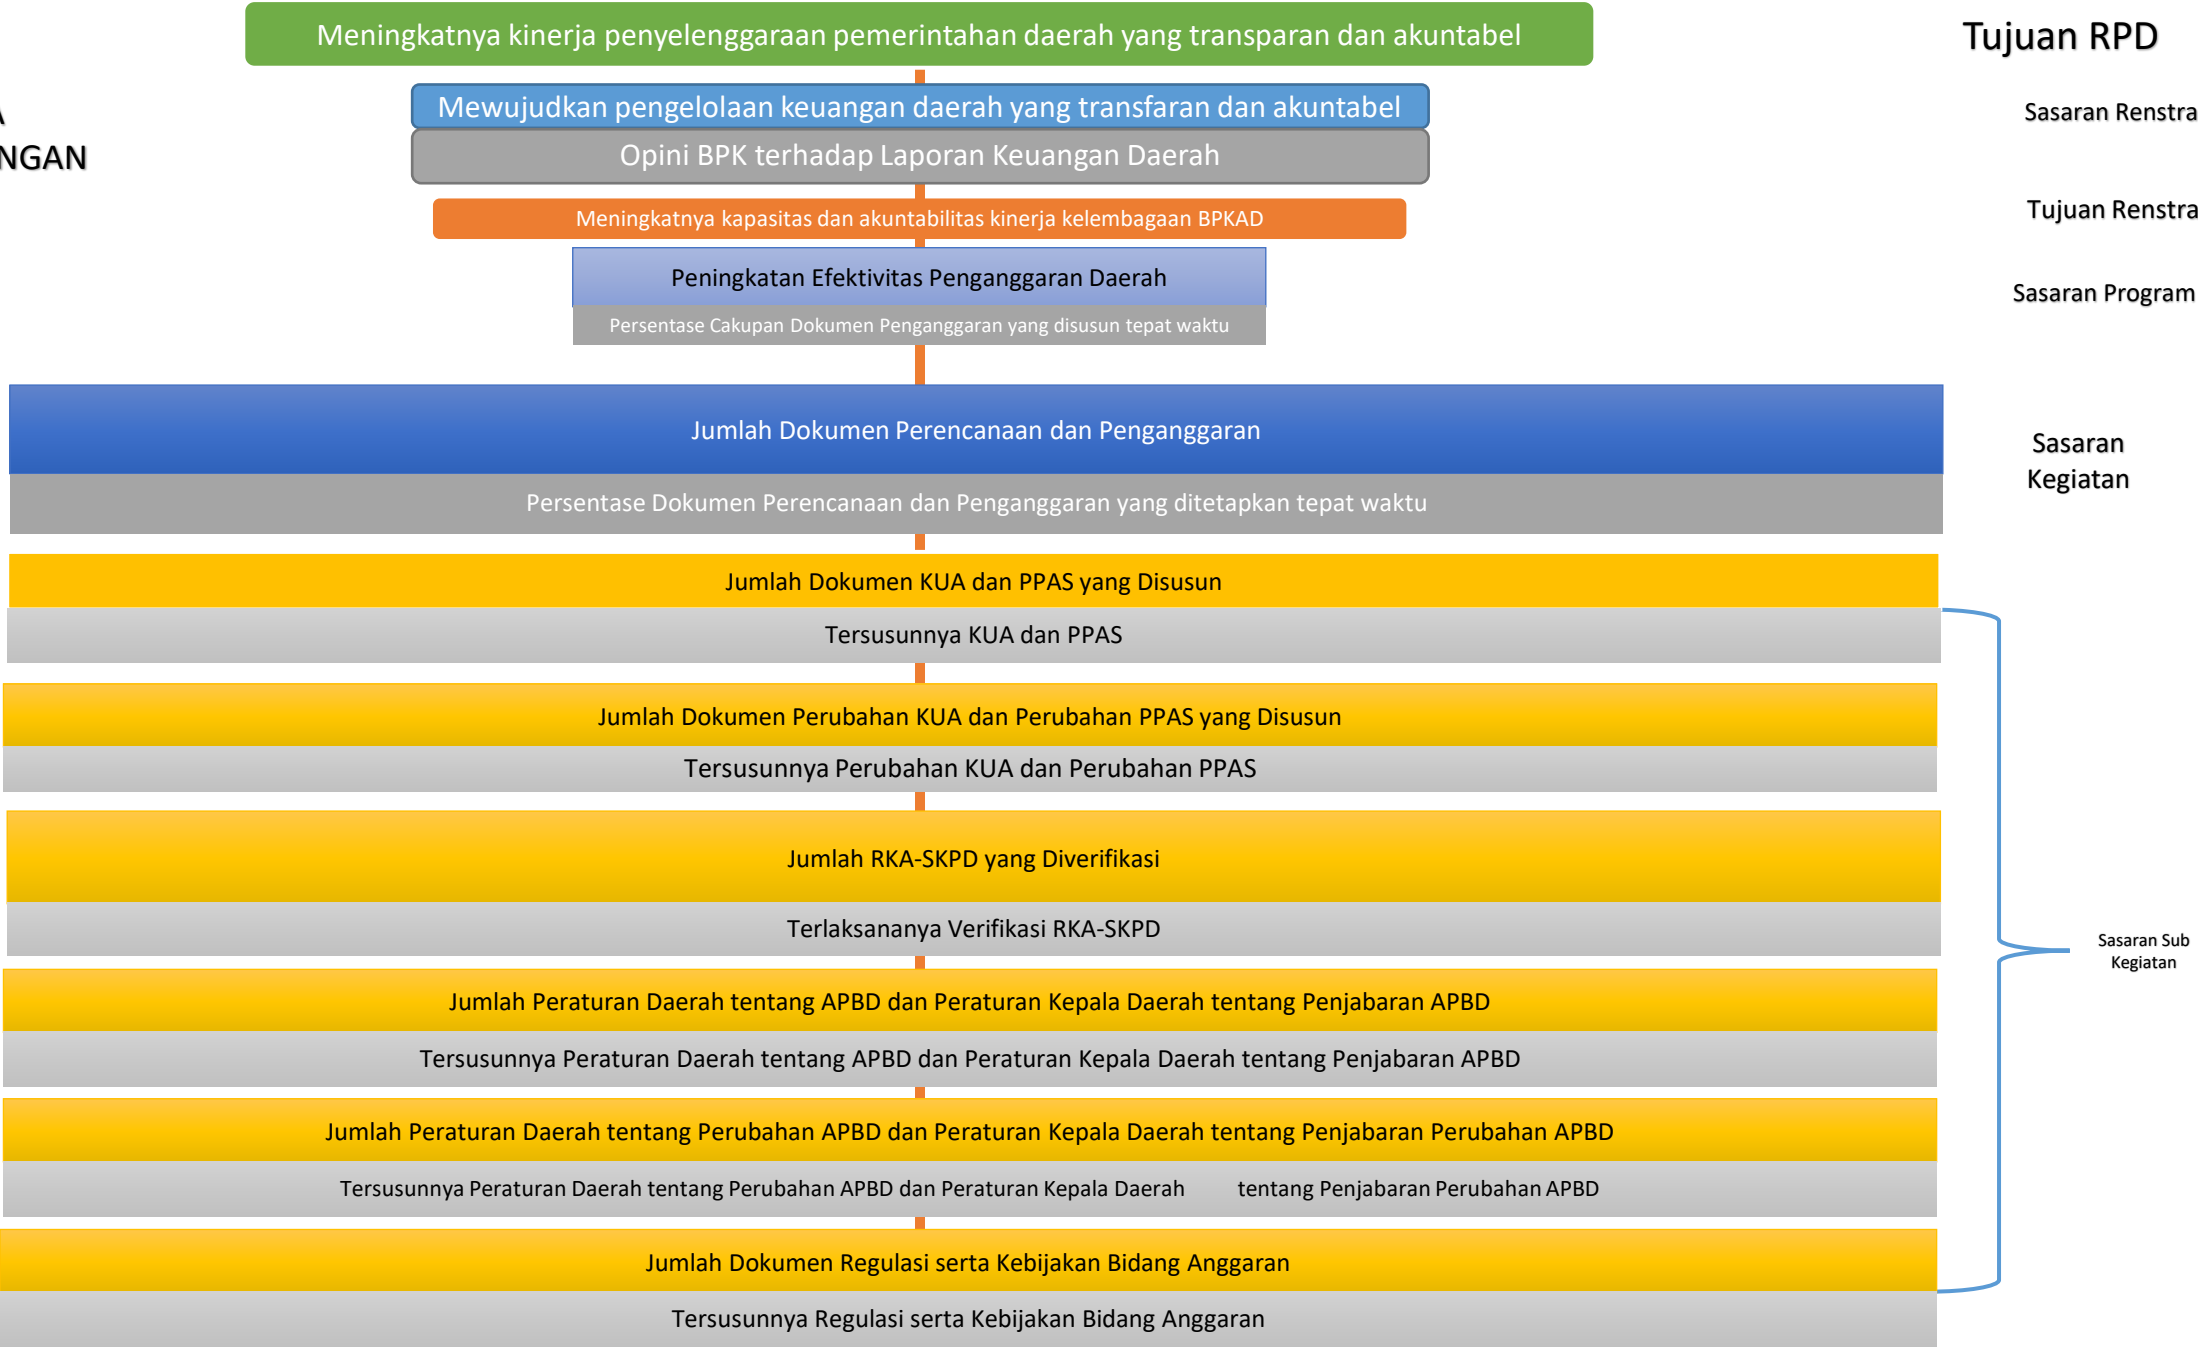 Meningkatnya kinerja penyelenggaraan pemerintahan daerah yang transparan dan akuntabel
Tujuan RPD
Mewujudkan pengelolaan keuangan daerah yang transfaran dan akuntabel
Sasaran Renstra
A
NGAN
Opini BPK terhadap Laporan Keuangan Daerah
Meningkatnya kapasitas dan akuntabilitas kinerja kelembagaan BPKAD
Tujuan Renstra
Peningkatan Efektivitas Penganggaran Daerah
Sasaran Program
Persentase Cakupan Dokumen Penganggaran yang disusun tepat waktu
Jumlah Dokumen Perencanaan dan Penganggaran
Sasaran
Kegiatan
Persentase Dokumen Perencanaan dan Penganggaran yang ditetapkan tepat waktu
Jumlah Dokumen KUA dan PPAS yang Disusun
Tersusunnya KUA dan PPAS
Jumlah Dokumen Perubahan KUA dan Perubahan PPAS yang Disusun
Tersusunnya Perubahan KUA dan Perubahan PPAS
Jumlah RKA-SKPD yang Diverifikasi
Terlaksananya Verifikasi RKA-SKPD
Sasaran Sub
Kegiatan
Jumlah Peraturan Daerah tentang APBD dan Peraturan Kepala Daerah tentang Penjabaran APBD
Tersusunnya Peraturan Daerah tentang APBD dan Peraturan Kepala Daerah tentang Penjabaran APBD
Jumlah Peraturan Daerah tentang Perubahan APBD dan Peraturan Kepala Daerah tentang Penjabaran Perubahan APBD
Tersusunnya Peraturan Daerah tentang Perubahan APBD dan Peraturan Kepala Daerah tentang Penjabaran Perubahan APBD
Jumlah Dokumen Regulasi serta Kebijakan Bidang Anggaran
Tersusunnya Regulasi serta Kebijakan Bidang Anggaran